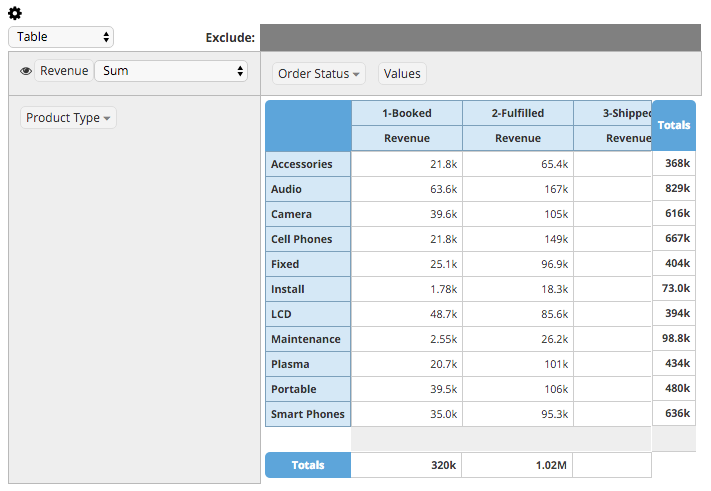 Table Exclude:
Revenue Sum Order Status Values
Product Type
1-Booked 2-Fulfilled 3-Shipped Totals
Revenue Revenue Revenue
Accessories 21.8k 65.4k 368k
Audio 63.6k 167k 829k
Camera 39.6k 105k 616k
Cell Phones 21.8k 149k 667k
Fixed 25.1k 96.9k 404k
Install 1.78k 18.3k 73.0k
LCD 48.7k 85.6k 394k
Maintenance 2.55k 26.2k 98.8k
Plasma 20.7k 101k 434k
Portable 39.5k 106k 480k
Smart Phones 35.0k 95.3k 636k
Totals 320k 1.02M